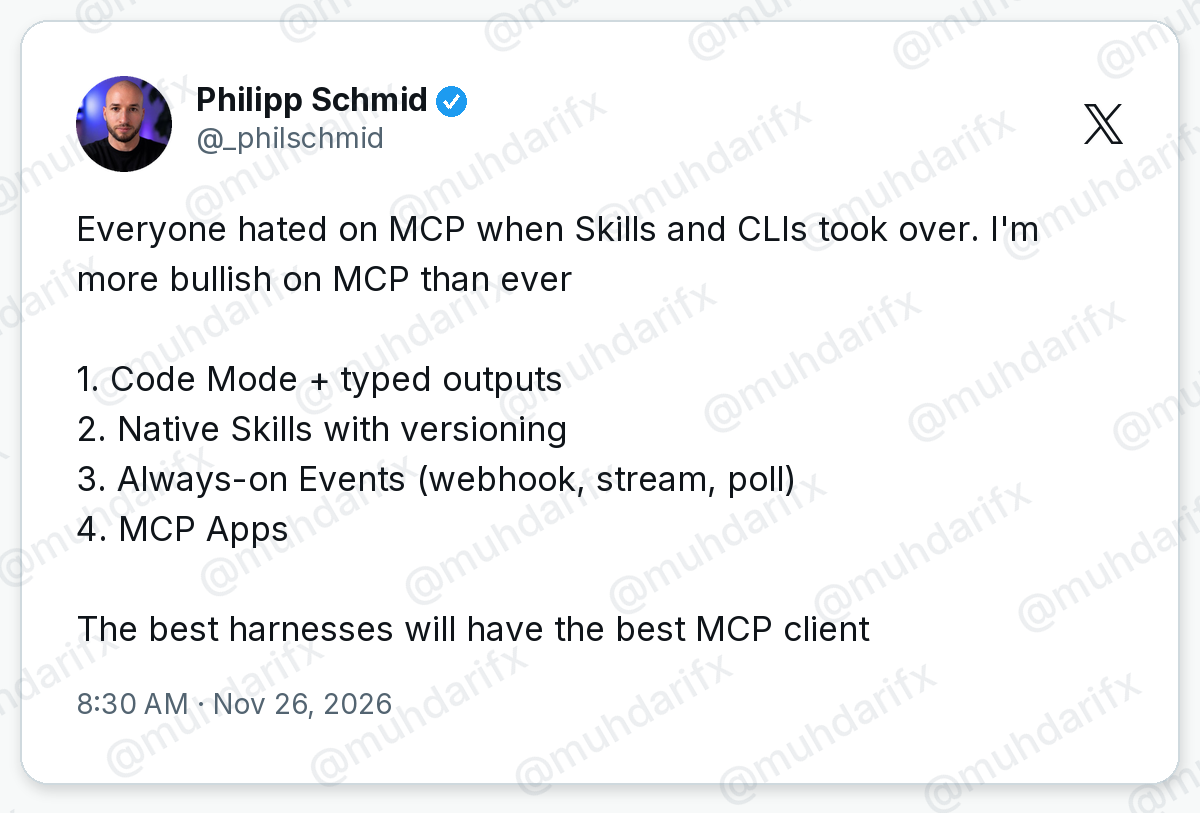 Philipp Schmid
@_philschmid
Everyone hated on MCP when Skills and CLIs took over. I'm
more bullish on MCP than ever
1. Code Mode + typed outputs
2. Native Skills with versioning
3. Always-on Events (webhook, stream, poll)
4. MCP Apps
The best harnesses will have the best MCP client
8:30 AM · Nov 26, 2026
@muhdarifx